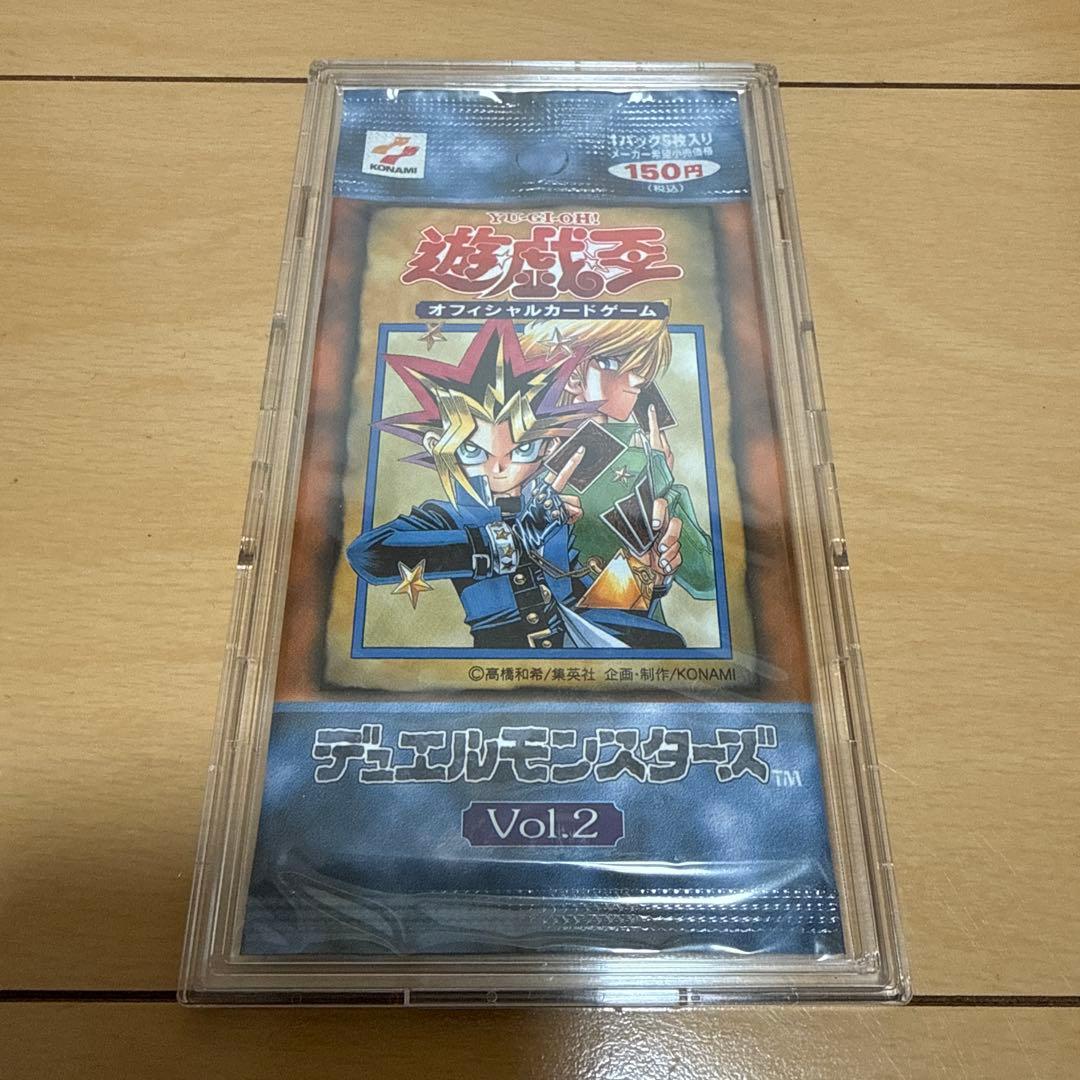 KONAMI
1パック5枚入り
メーカー希望小売価格
150円
(税込)
YU-GI-OH!
遊☆戯☆王
オフィシャルカードゲーム
©高橋和希/集英社 企画・制作/KONAMI
デュエルモンスターズ™
Vol.2